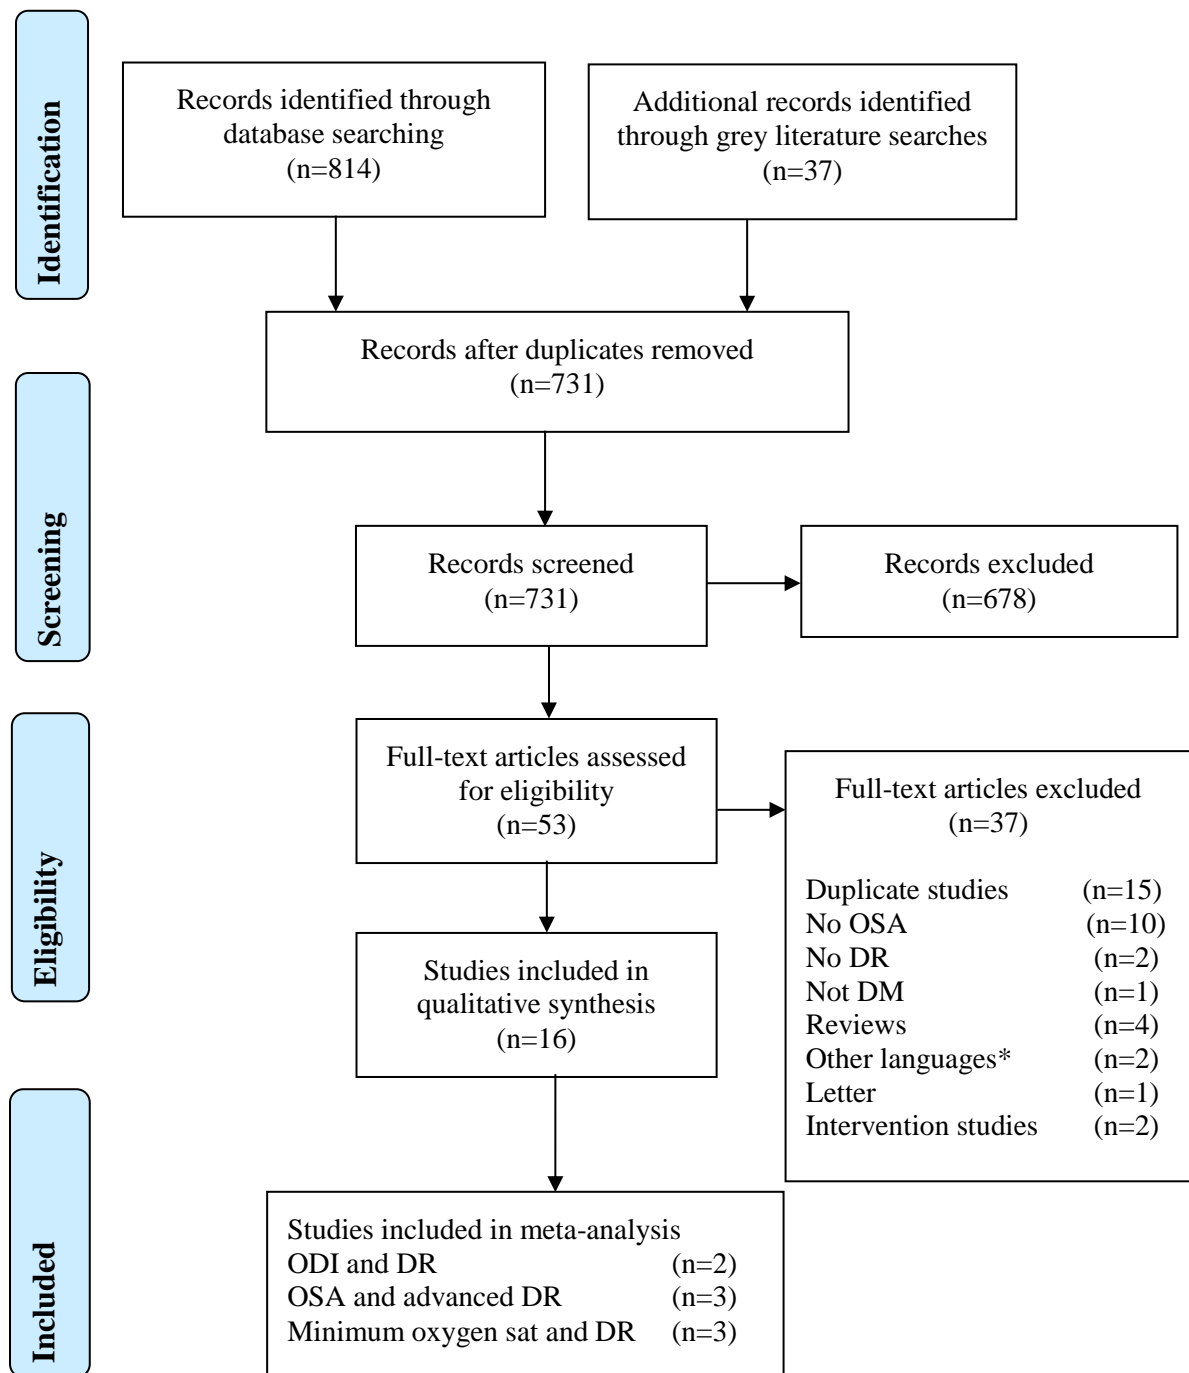 Identification
Records identified through
database searching
(n=814)
Additional records identified
through grey literature searches
(n=37)
Records after duplicates removed
(n=731)
Screening
Records screened
(n=731)
Records excluded
(n=678)
Eligibility
Full-text articles assessed
for eligibility
(n=53)
Full-text articles excluded
(n=37)
Duplicate studies (n=15)
No OSA (n=10)
No DR (n=2)
Not DM (n=1)
Reviews (n=4)
Other languages* (n=2)
Letter (n=1)
Intervention studies (n=2)
Studies included in
qualitative synthesis
(n=16)
Included
Studies included in meta-analysis
ODI and DR (n=2)
OSA and advanced DR (n=3)
Minimum oxygen sat and DR (n=3)